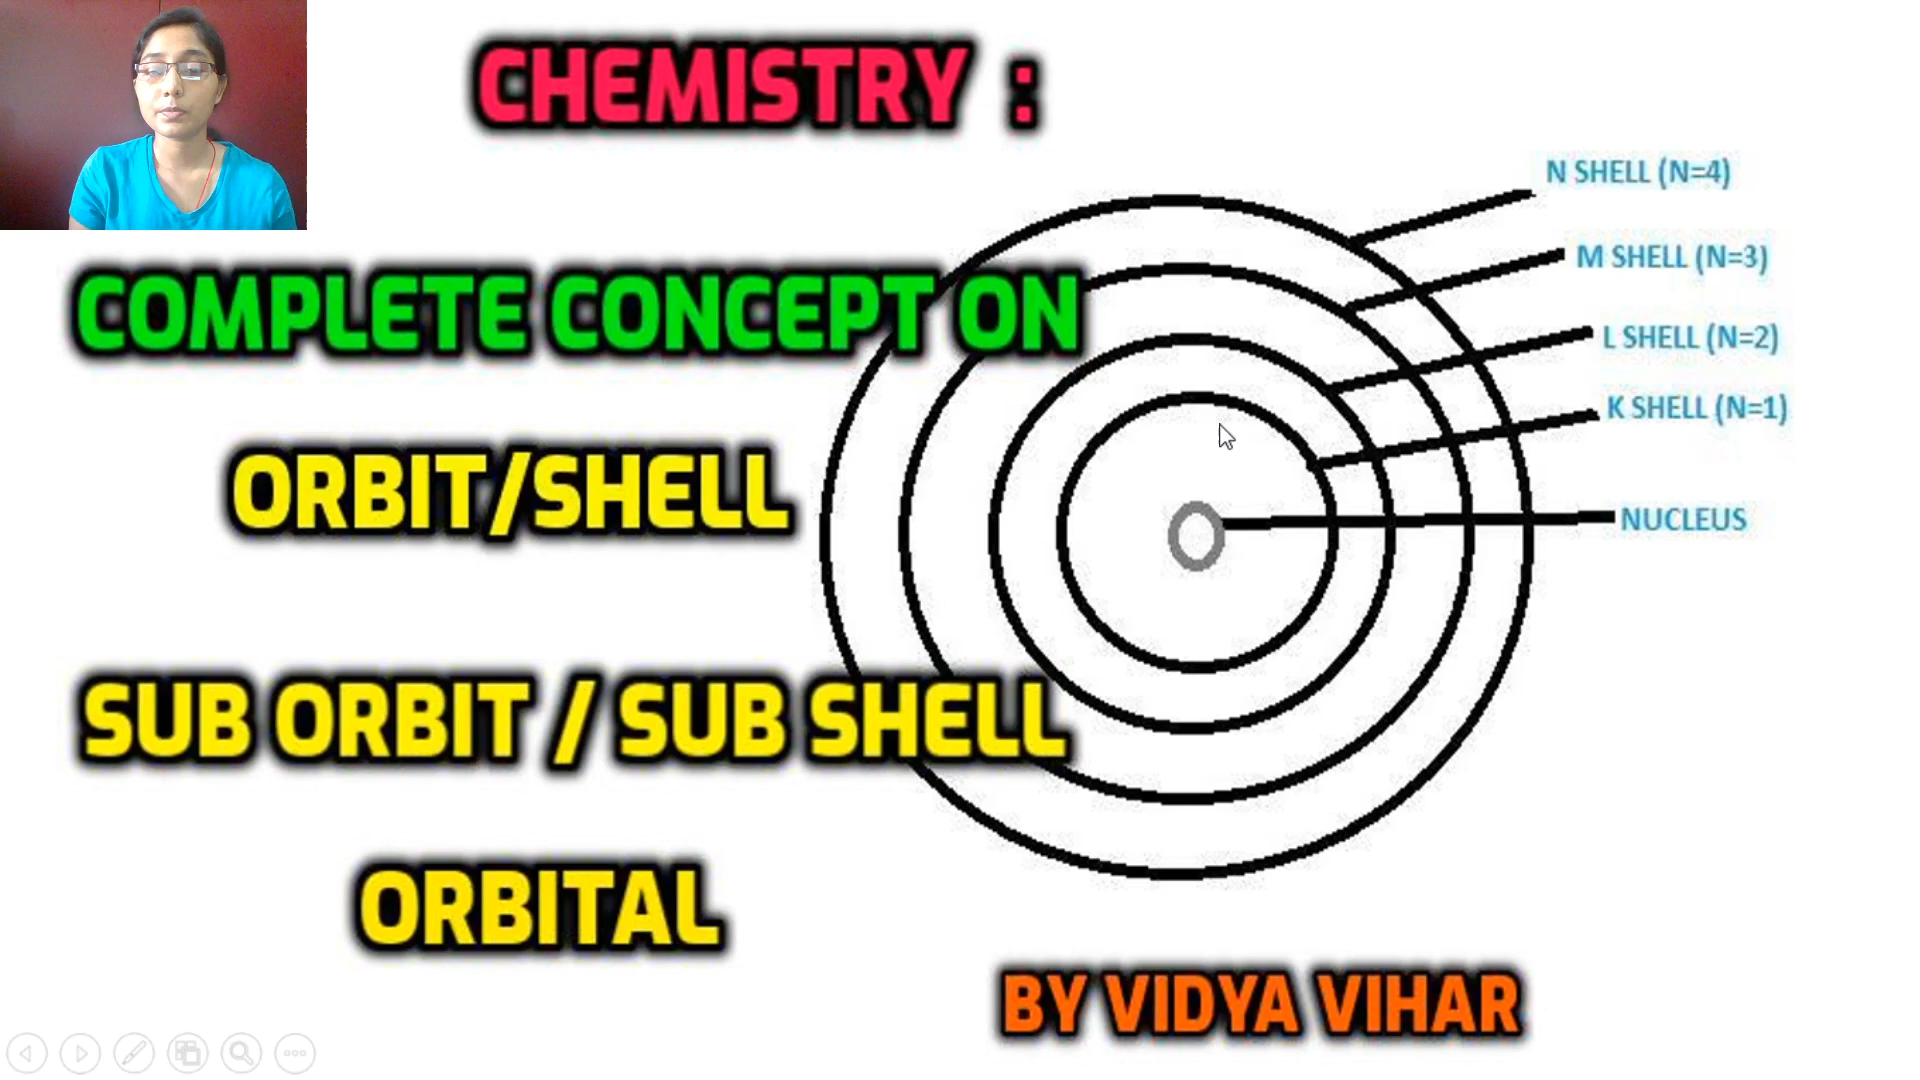 CHEMISTRY :
N SHELL (N=4)
M SHELL (N=3)
COMPLETE CONCEPT ON
L SHELL (N=2)
K SHELL (N=1)
ORBIT/SHELL
NUCLEUS
SUB ORBIT / SUB SHELL
ORBITAL
BY VIDYA VIHAR